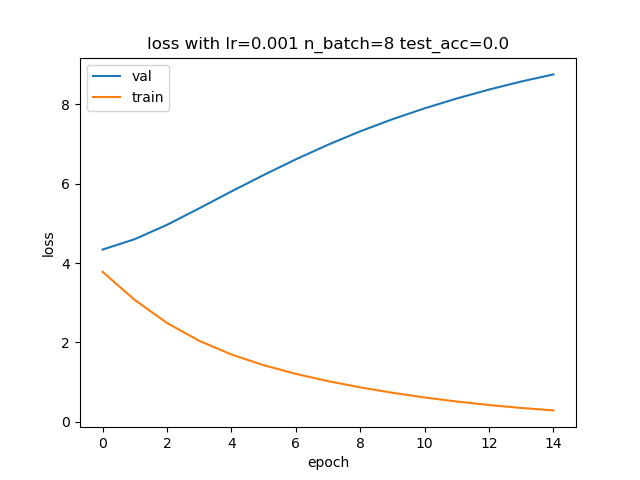 loss with lr=0.001 n_batch=8 test_acc=0.0
val
train
8
6
4
2
0
loss
0 2 4 6 8 10 12 14
epoch